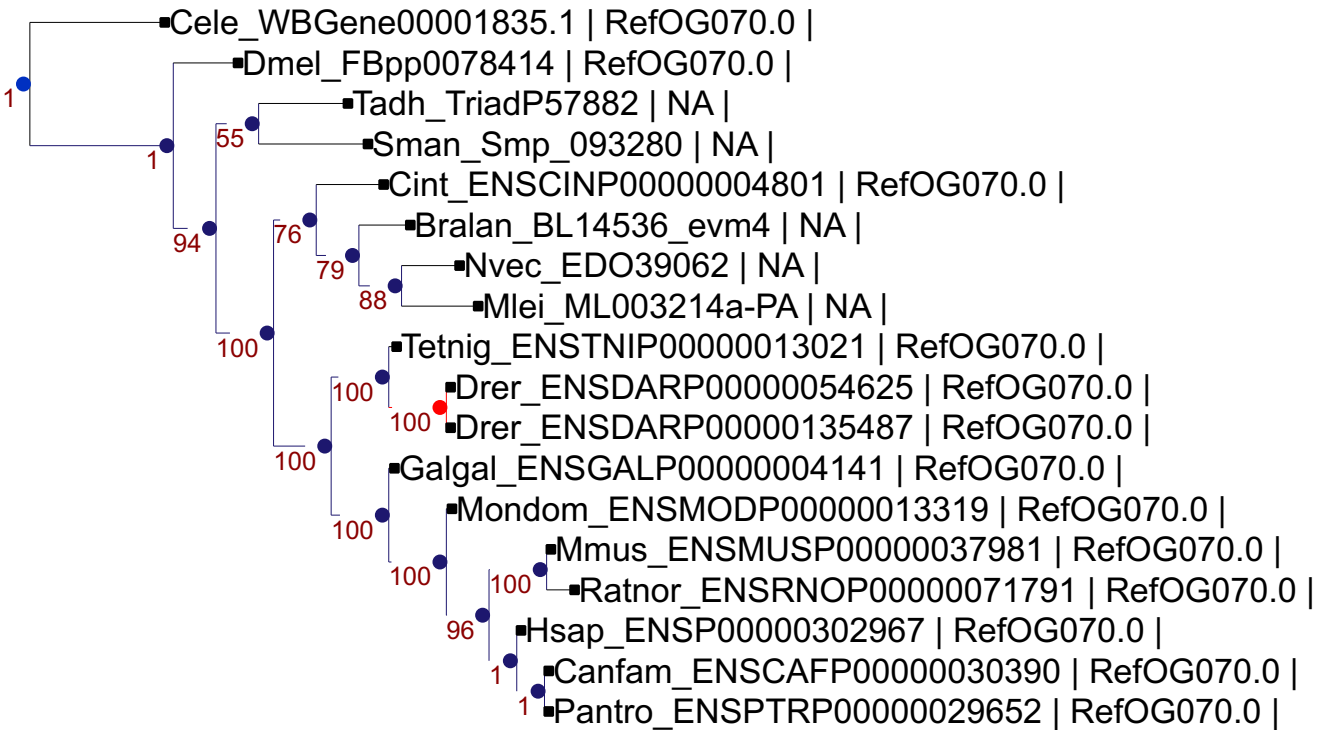 Cele_WBGene00001835.1 | RefOG070.0 |
Dmel_FBpp0078414 | RefOG070.0 |
1
Tadh_TriadP57882 | NA |
55
Sman_Smp_093280 | NA |
1
Cint_ENSCINP00000004801 | RefOG070.0 |
Bralan_BL14536_evm4 | NA |
76
94
Nvec_EDO39062 | NA |
79
88
Mlei_ML003214a-PA | NA |
100
Tetnig_ENSTNIP00000013021 | RefOG070.0 |
100
Drer_ENSDARP00000054625 | RefOG070.0 |
100
Drer_ENSDARP00000135487 | RefOG070.0 |
100
Galgal_ENSGALP00000004141 | RefOG070.0 |
Mondom_ENSMODP00000013319 | RefOG070.0 |
100
Mmus_ENSMUSP00000037981 | RefOG070.0 |
100
100
Ratnor_ENSRNOP00000071791 | RefOG070.0 |
96
Hsap_ENSP00000302967 | RefOG070.0 |
1
Canfam_ENSCAFP00000030390 | RefOG070.0 |
1
Pantro_ENSPTRP00000029652 | RefOG070.0 |